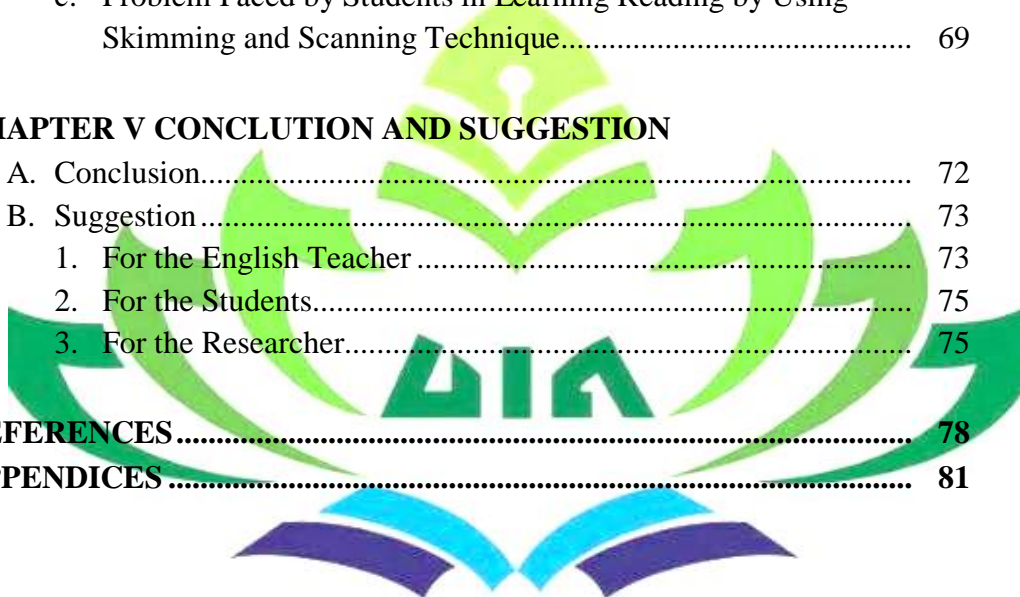 Problem Faced by Students in Learning Reading by Using
Skimming and Scanning Technique.................................... 69
HAPTER V CONCLUTION AND SUGGESTION
A. Conclusion.................................................................................... 72
B. Suggestion .................................................................................... 73
1. For the English Teacher .......................................................... 73
2. For the Students...................................................................... 75
3. For the Researcher.................................................................. 75
EFERENCES.................................................................................... 78
PPENDICES .................................................................................... 81
UIN